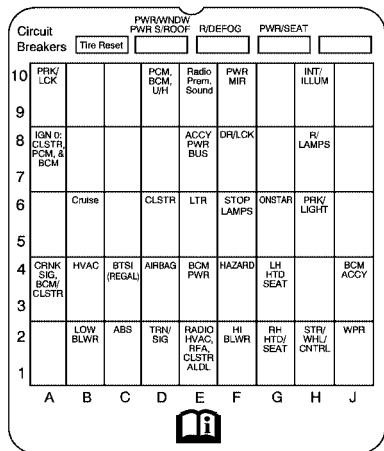 PWR/WNDW
Circuit PWR S/ROOF R/DEFOG PWR/SEAT
Breakers Tire Reset
10 PRK/ PCM, Radio PWR INT/
LCK BCM, Prem. MIR ILLUM
U/H Sound
9
8 IGN 0: ACCY DR/LCK R/
CLSTR, PWR LAMPS
PCM, & BUS
BCM
7
6 Cruise CLSTR LTR STOP ONSTAR PRK/
LAMPS LIGHT
5
4 CRNK HVAC BTSI AIRBAG BCM HAZARD LH BCM
SIG, (REGAL) PWR HTD ACCY
BCM/ SEAT
CLSTR
3
2 LOW ABS TRN/ RADIO HI RH STR/ WPR
BLWR SIG HVAC, BLWR HTD/ WHL/
RFA, SEAT CNTRL
CLSTR
ALDL
1
A B C D E F G H J
i